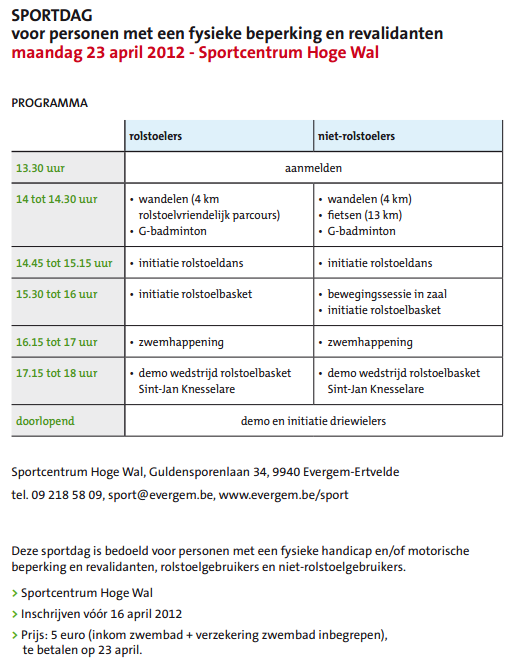 SPORTDAG
voor personen met een fysieke beperking en revalidanten
maandag 23 april 2012 - Sportcentrum Hoge Wal
PROGRAMMA
rolstoelers niet-rolstoelers
13.30 uur aanmelden
14 tot 14.30 uur
• wandelen (4 km
rolstoelvriendelijk parcours)
• G-badminton
• wandelen (4 km)
• fietsen (13 km)
• G-badminton
14.45 tot 15.15 uur • initiatie rolstoeldans • initiatie rolstoeldans
15.30 tot 16 uur • initiatie rolstoelbasket
• bewegingssessie in zaal
• initiatie rolstoelbasket
16.15 tot 17 uur • zwemhappening • zwemhappening
17.15 tot 18 uur
• demo wedstrijd rolstoelbasket
Sint-Jan Knesselare
• demo wedstrijd rolstoelbasket
Sint-Jan Knesselare
doorlopend demo en initiatie driewielers
Sportcentrum Hoge Wal, Guldensporenlaan 34, 9940 Evergem-Ertvelde
tel. 09 218 58 09, sport@evergem.be, www.evergem.be/sport
Deze sportdag is bedoeld voor personen met een fysieke handicap en/of motorische
beperking en revalidanten, rolstoelgebruikers en niet-rolstoelgebruikers.
> Sportcentrum Hoge Wal
> Inschrijven vóór 16 april 2012
> Prijs: 5 euro (inkom zwembad + verzekering zwembad inbegrepen),
te betalen op 23 april.